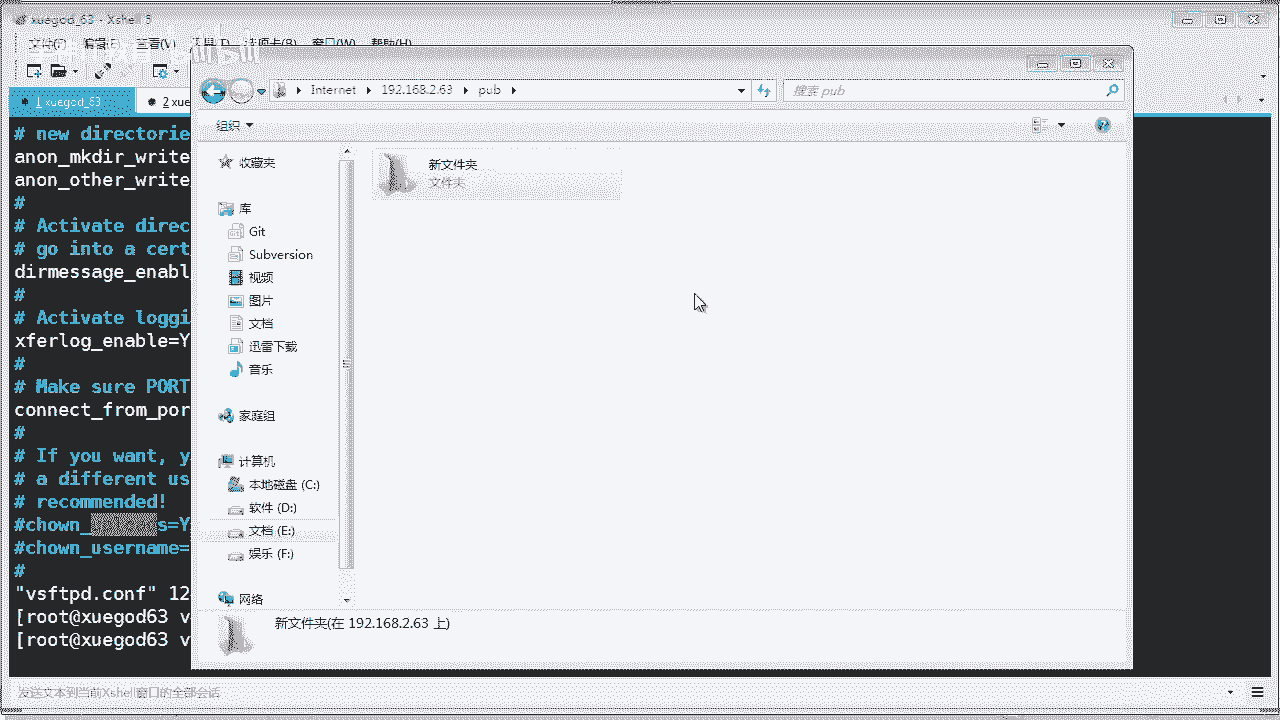 xuegod_63 - Xshell 5
文件(F) 编辑(E) 查看(V) 工具(T) 选项卡(B) 窗口(W) 帮助(H)
1 xuegod_63
2 xue
Internet
192.168.2.63
pub
搜索 pub
组织
# new directorie
anon_mkdir_write
anon_other_write
#
# Activate direc
# go into a cert
dirmessage_enabl
#
# Activate loggi
xferlog_enable=Y
#
# Make sure PORT
connect_from_por
#
# If you want, y
# a different us
# recommended!
#chown_
s=Y
#chown_username=
#
"vsftpd.conf" 12
[root@xuegod63 v
[root@xuegod63 v
收藏夹
库
Git
Subversion
视频
图片
文档
迅雷下载
音乐
家庭组
计算机
本地磁盘 (C:)
软件 (D:)
文档 (E:)
娱乐 (F:)
网络
新文件夹
文件夹
新文件夹(在 192.168.2.63 上)
发送文本到当前Xshell窗口的全部会话